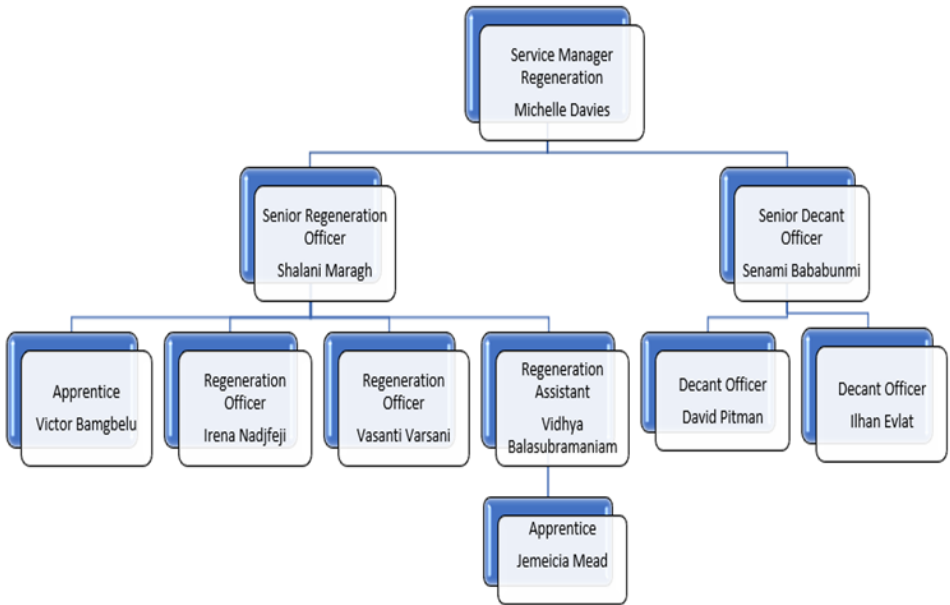 Service Manager
Regeneration
Michelle Davies
Senior Regeneration
Officer
Shalani Maragh
Senior Decant
Officer
Senami Bababunmi
Apprentice
Victor Bamgbelu
Regeneration
Officer
Irena Nadjfeji
Regeneration
Officer
Vasanti Varsani
Regeneration
Assistant
Vidhya
Balasubramaniam
Decant Officer
David Pitman
Decant Officer
Ilhan Evlat
Apprentice
Jemeicia Mead